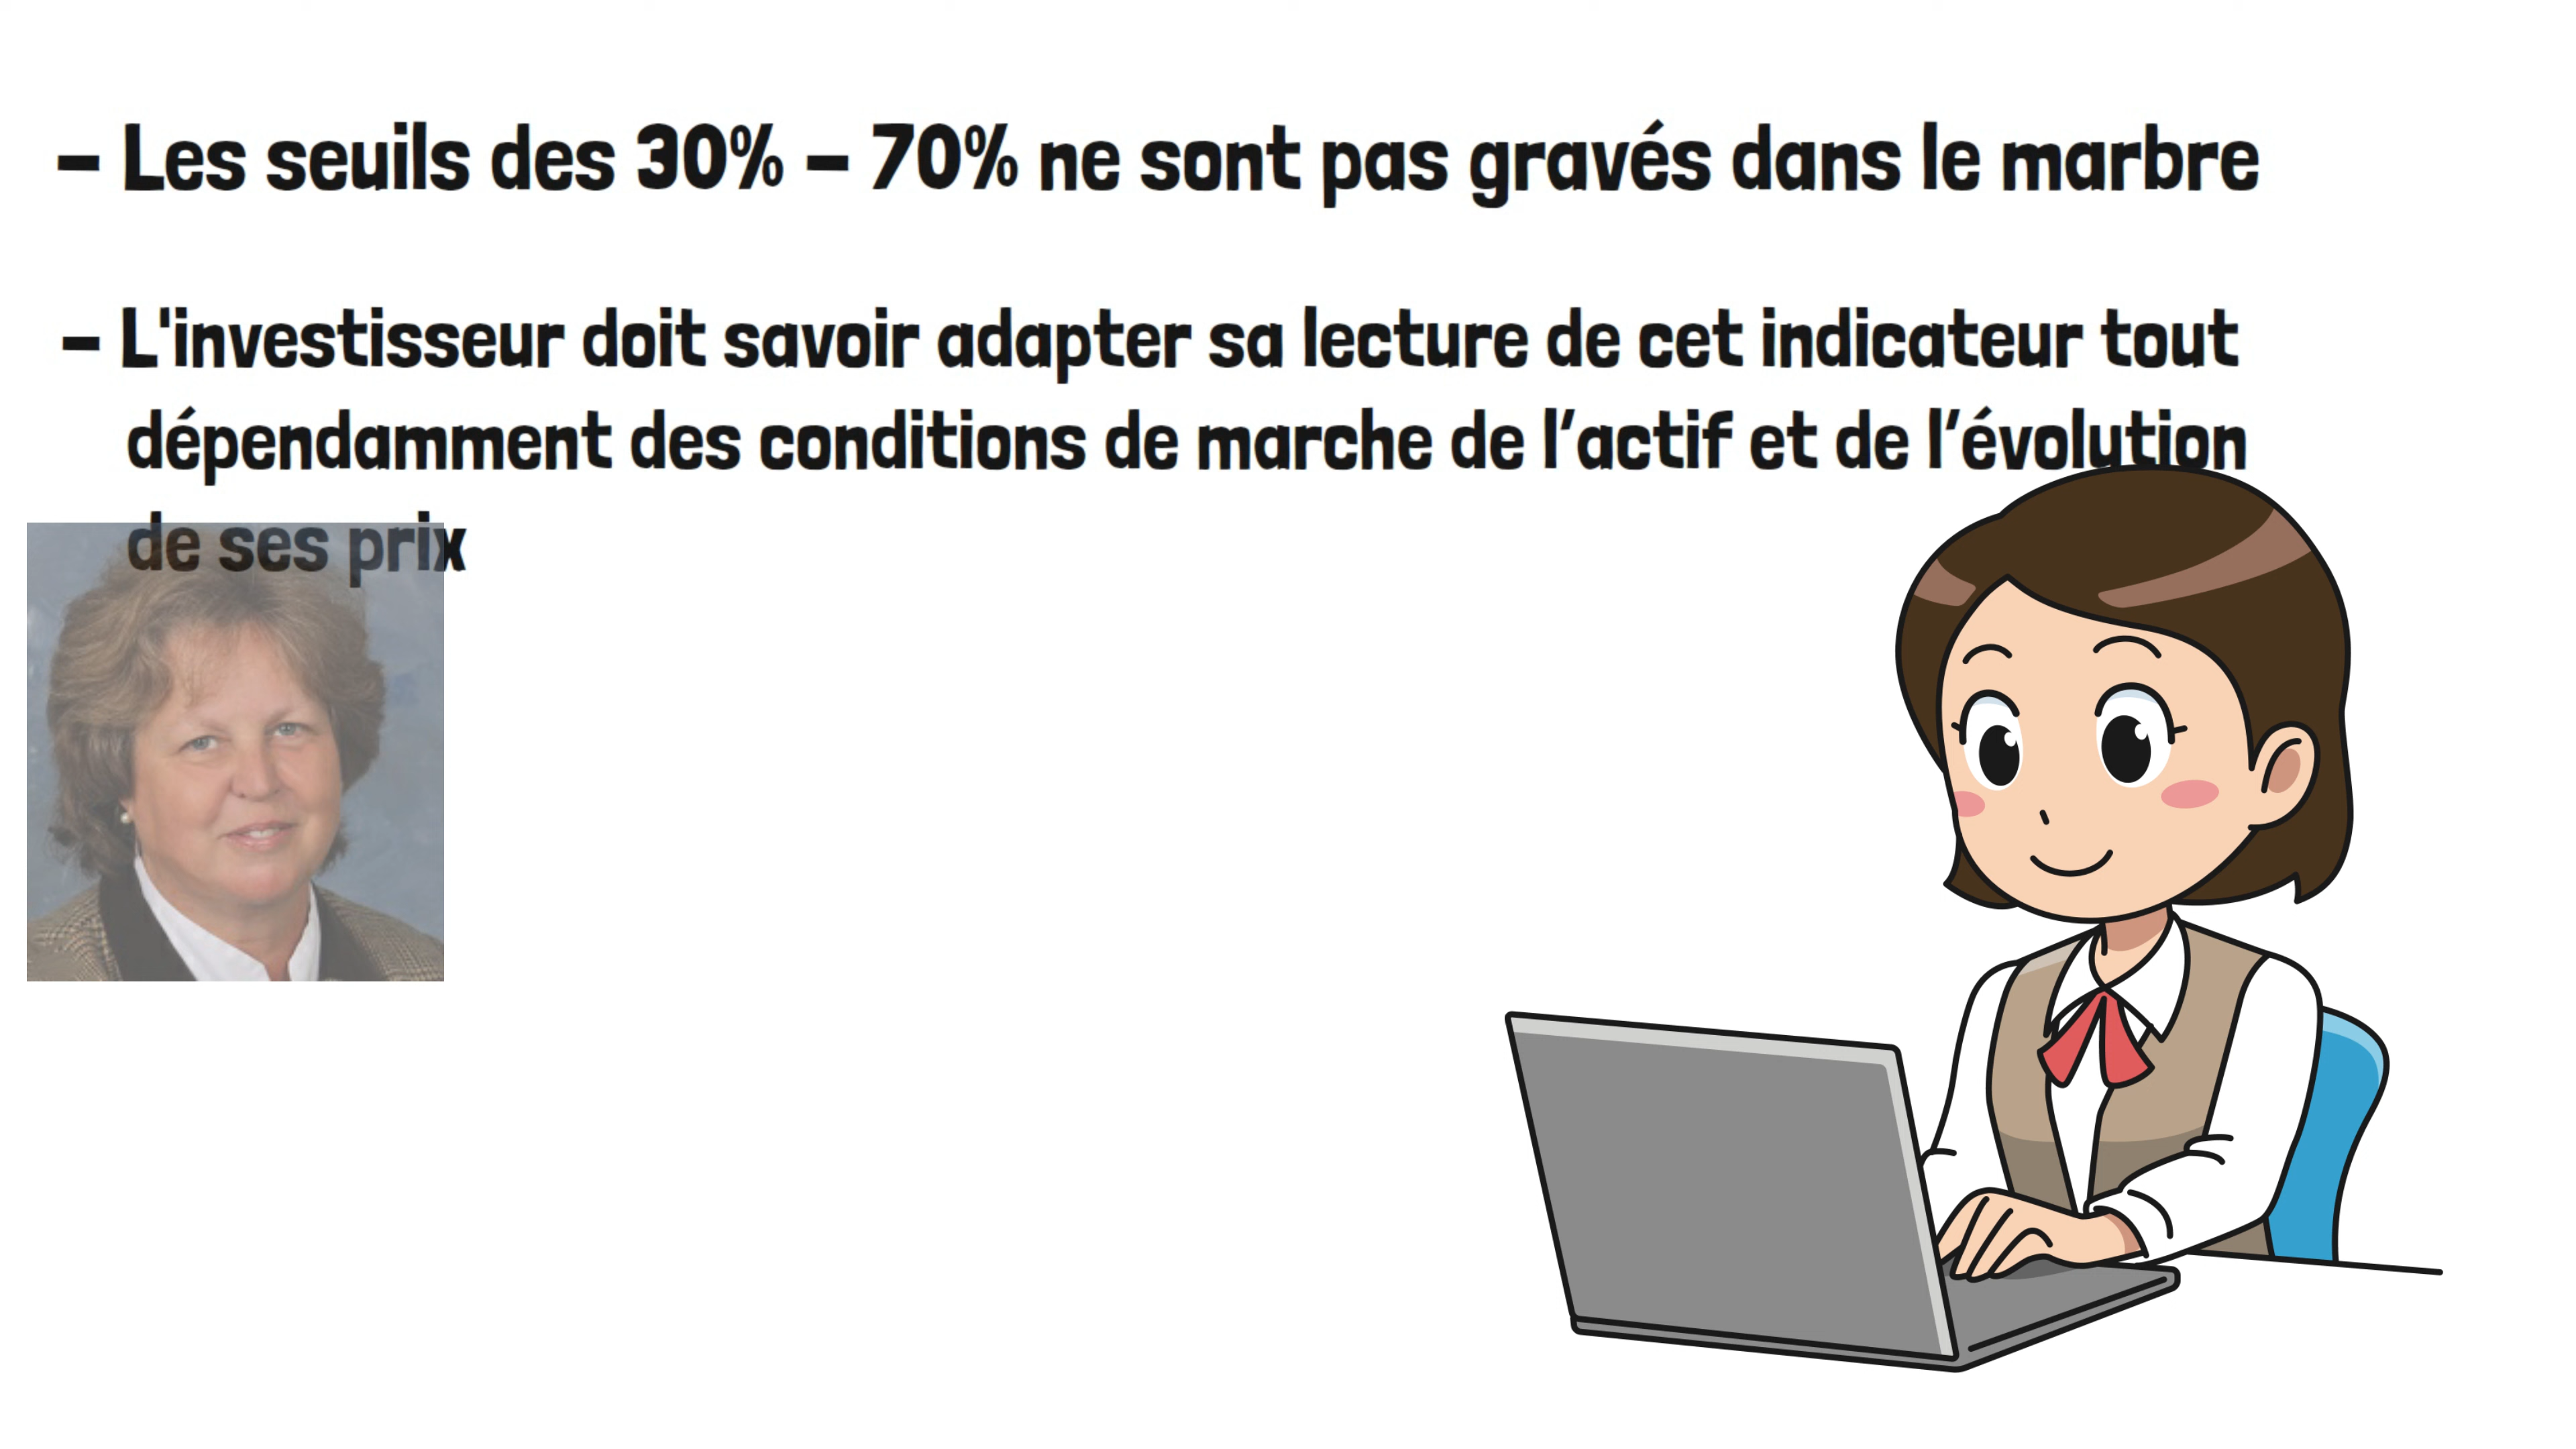 – Les seuils des 30% – 70% ne sont pas gravés dans le marbre
– L'investisseur doit savoir adapter sa lecture de cet indicateur tout
dépendamment des conditions de marche de l’actif et de l’évolution
de ses prix